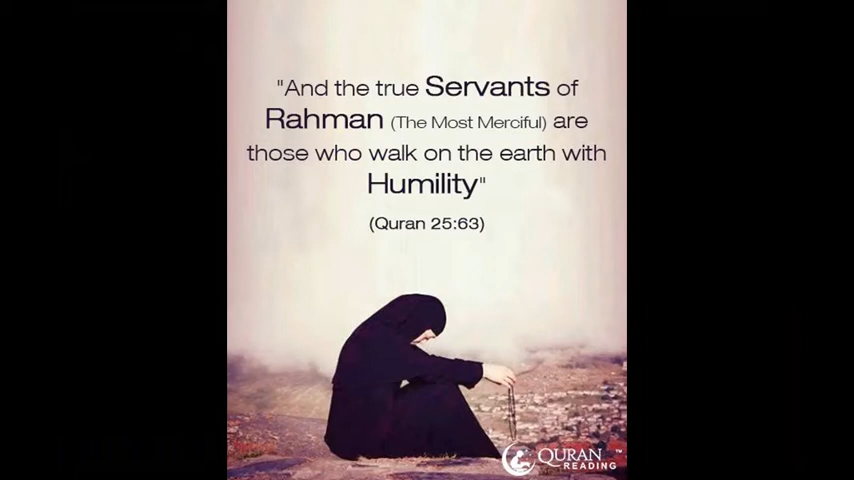 "And the true Servants of
Rahman (The Most Merciful) are
those who walk on the earth with
Humility"
(Quran 25:63)
QURAN ™
READING